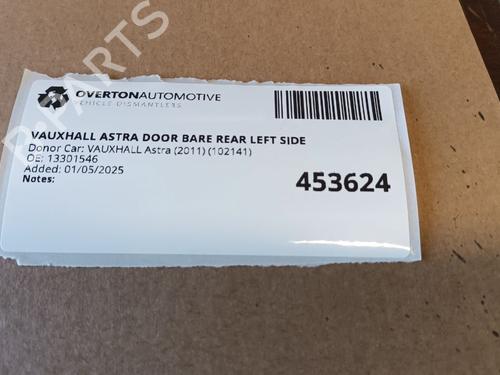 B-PARTS
OVERTONAUTOMOTIVE
VEHICLE DISMANTLERS
VAUXHALL ASTRA DOOR BARE REAR LEFT SIDE
Donor Car: VAUXHALL Astra (2011) (102141)
OE: 13301546
Added: 01/05/2025
Notes:
453624